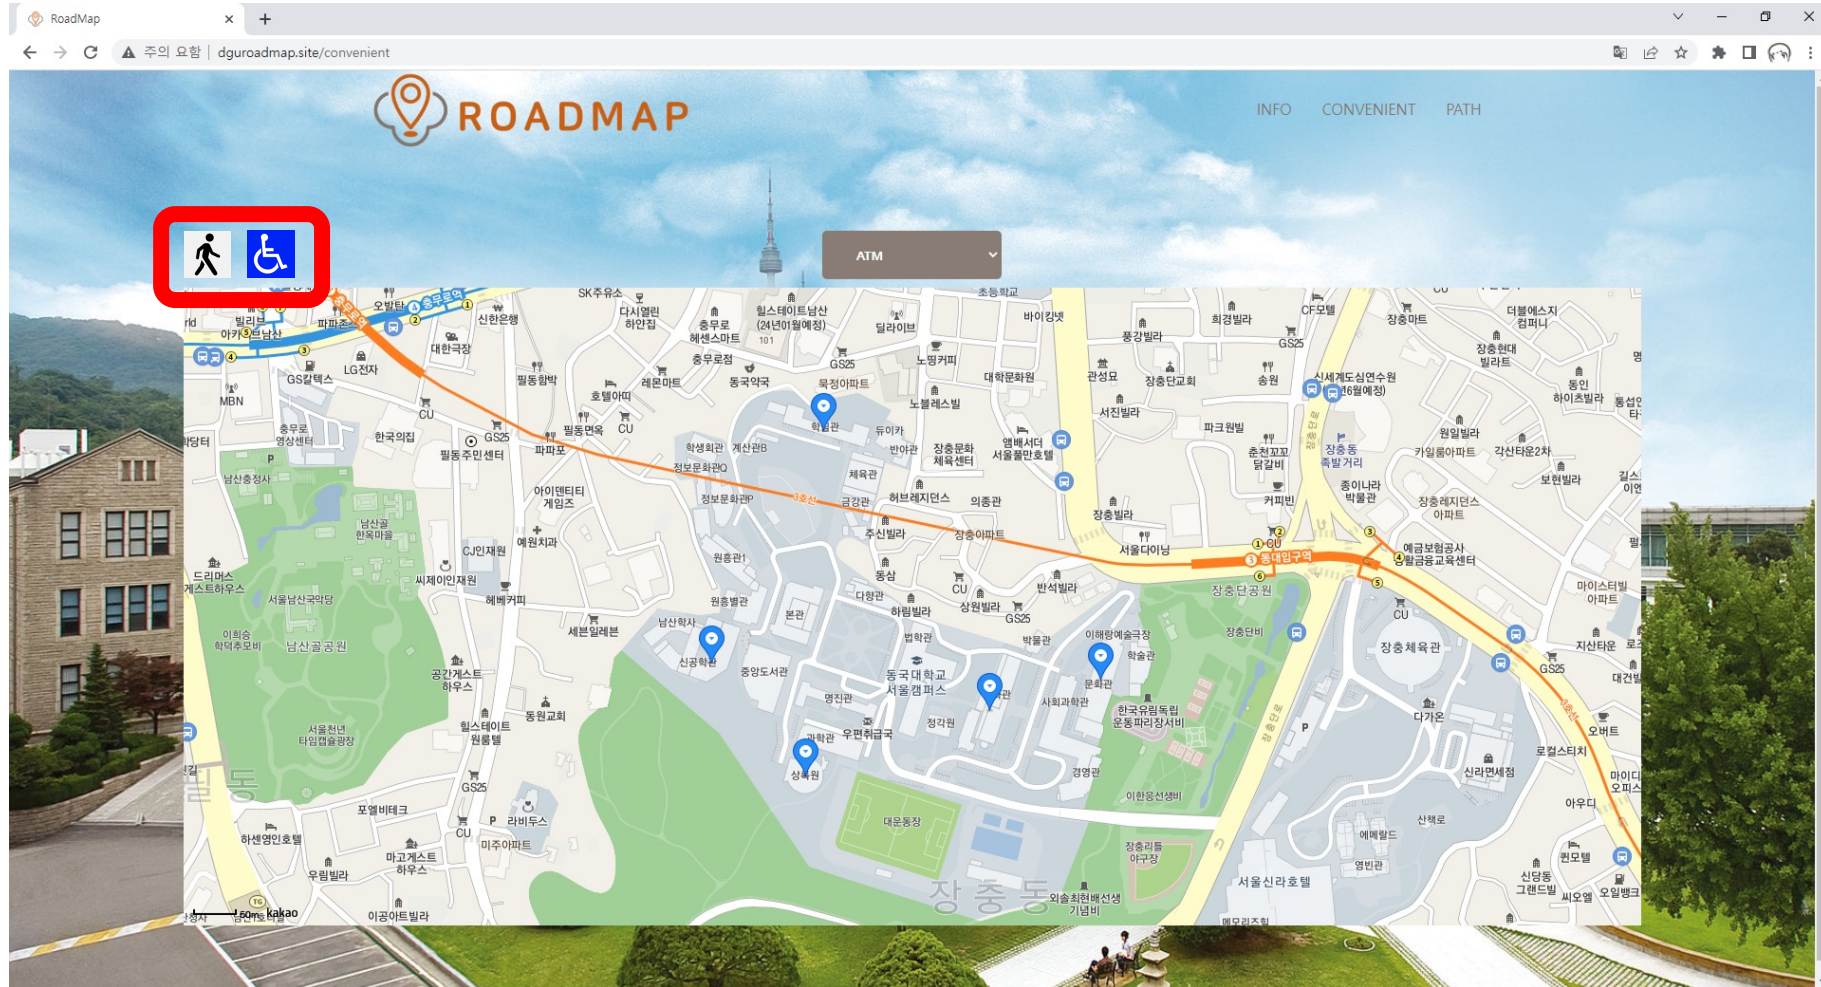 RoadMap
주의 요함 | dguroadmap.site/convenient
ROADMAP
INFO CONVENIENT PATH
ATM
충무로역
4 충무로역 1
오발탄
SK주유소
다시열린
하얀집
힐스테이트남산
(24년01월예정)
101
초등학교
바이킹넷
희경빌라
CF모텔
장충마트
더블에스지
컴퍼니
빌리브
아카
브남산
파파존
신한은행
대한극장
충무로
헤센스마트
딜라이브
풍강빌라
GS25
장충현대
빌라트
LG전자
GS칼텍스
충무로점
동국약국
GS25
노띵커피
대학문화원
관성묘
장충단교회
송원
신세계도심연수원
MBN
CU
필동함박
호텔아띠
레몬마트
북정아파트
노블레스빌
서진빌라
동인
하이츠빌라
충무로
영상센터
한국의집
필동주민센터
GS25
파파포
필동면옥
CU
학생회관
계산관B
듀이카
반야관
장충문화
체육센터
앰배서더
서울풀만호텔
파크원빌
춘천꼬꼬
닭갈비
장충동
족발거리
원일빌라
카일룸아파트
각산타운2차
보현빌라
남산충정사
정보문화관Q
정보문화관P
체육관
금강관
3호선
허브레지던스
의종관
장충빌라
커피빈
종이나라
박물관
장충레지던스
아파트
아이덴티티
게임즈
남산골
한옥마을
CJ인재원
예원치과
원흥관1
주신빌라
장충아파트
서울다이닝
CU
3 동대입구역
예금보험공사
드리머스
게스트하우스
씨제이인재원
헤베커피
동삼
CU
반석빌라
장충단공원
마이스터빌
아파트
서울남산국악당
세븐일레븐
원흥별관
본관
다향관
하림빌라
상원빌라
GS25
CU
이희승
학덕추모비
남산골공원
남산학사
신공학관
법학관
박물관
이해랑예술극장
학술관
장충단비
장충체육관
지산타운
공간게스트
하우스
중앙도서관
동국대학교
서울캠퍼스
문화관
GS25
대건빌
동원교회
명진관
정각원
사회과학관
한국유림독립
운동파리장서비
장충단로
다가온
오버트
서울천년
타임캡슐광장
힐스테이트
원룸텔
우편취급국
과학관
상록원
경영관
신라면세점
로컬스티치
필동
GS25
이한응선생비
마이디
오피스
포엘비테크
라비두스
대운동장
아우디
하센영인호텔
CU
미주아파트
산책로
에메랄드
마고게스트
하우스
장충리틀
야구장
영빈관
퀸모텔
우림빌라
서울신라호텔
신당동
그랜드빌
씨오엘
오일뱅크
장충동
외솔최현배선생
기념비
50m kakao
이공아트빌라
메모리즈힐